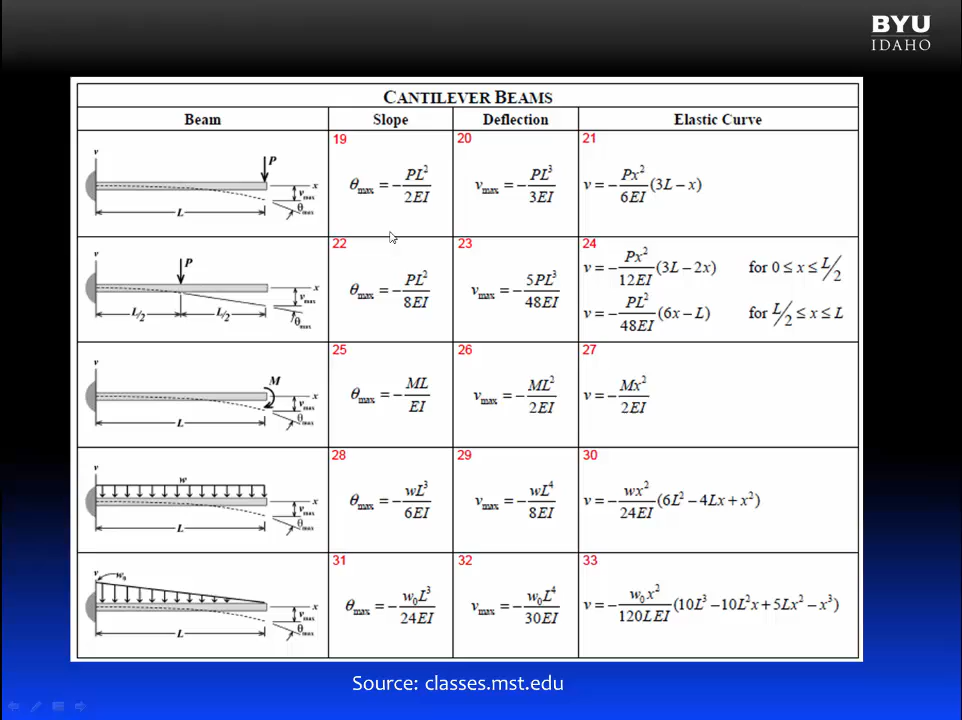 BYU
IDAHO
CANTILEVER BEAMS
Beam Slope Deflection Elastic Curve
19 20 21
v P x v_max θ_max L
θ_max = −PL²/2EI
v_max = −PL³/3EI
v = −Px²/6EI (3L − x)
22 23 24
v P x v_max θ_max L/2 L/2
θ_max = −PL²/8EI
v_max = −5PL³/48EI
v = −Px²/12EI (3L − 2x) for 0 ≤ x ≤ L/2
v = −PL²/48EI (6x − L) for L/2 ≤ x ≤ L
25 26 27
v M x v_max θ_max L
θ_max = −ML/EI
v_max = −ML²/2EI
v = −Mx²/2EI
28 29 30
v w x v_max θ_max L
θ_max = −wL³/6EI
v_max = −wL⁴/8EI
v = −wx²/24EI (6L² − 4Lx + x²)
31 32 33
v w₀ x v_max θ_max L
θ_max = −w₀L³/24EI
v_max = −w₀L⁴/30EI
v = −w₀x²/120LEI (10L³ − 10L²x + 5Lx² − x³)
Source: classes.mst.edu